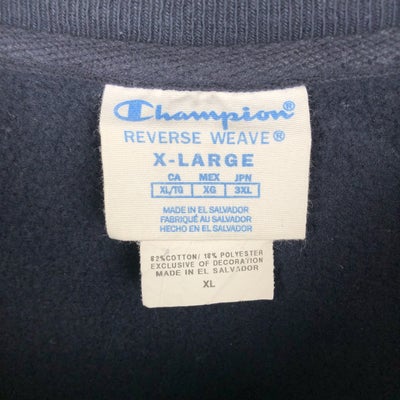 Champion®
REVERSE WEAVE®
X-LARGE
CA MEX JPN
XL/TG XG 3XL
MADE IN EL SALVADOR
FABRIQUÉ AU SALVADOR
HECHO EN EL SALVADOR
82%COTTON/ 18% POLYESTER
EXCLUSIVE OF DECORATION
MADE IN EL SALVADOR
XL